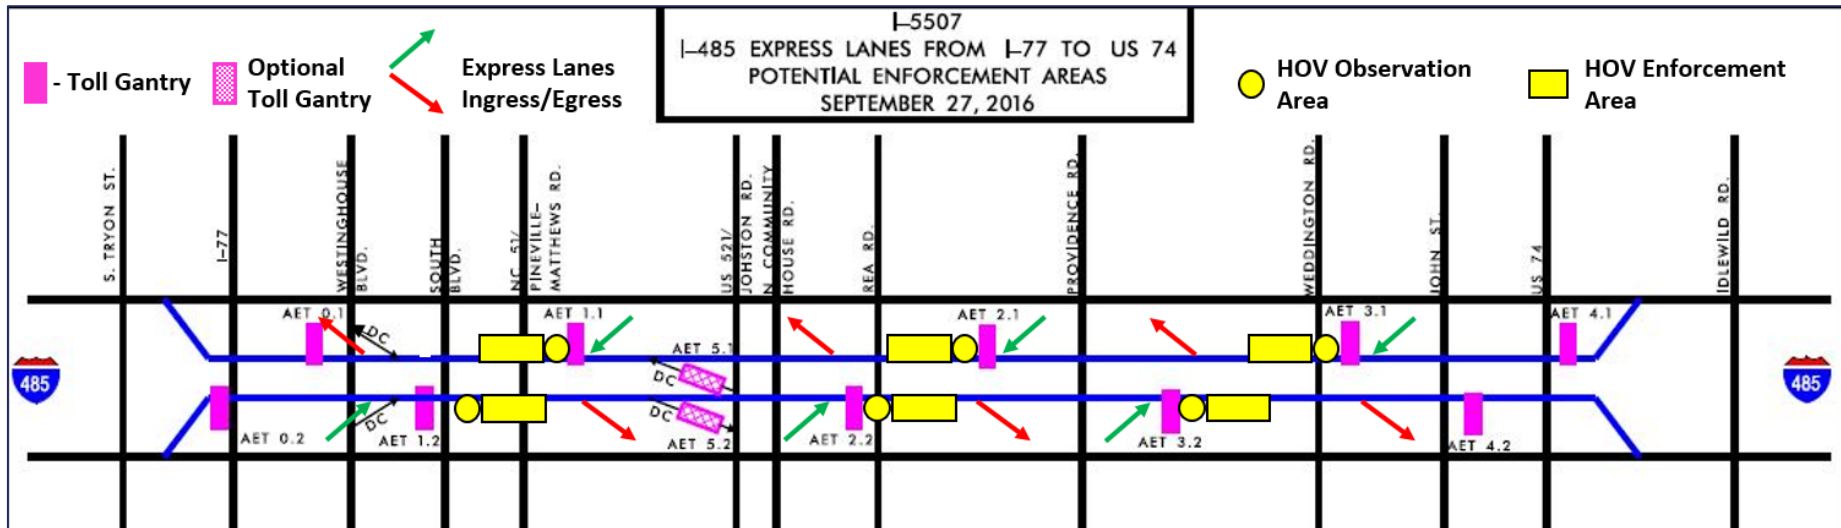 I-5507
I-485 EXPRESS LANES FROM I-77 TO US 74
POTENTIAL ENFORCEMENT AREAS
SEPTEMBER 27, 2016
- Toll Gantry
Optional
Toll Gantry
Express Lanes
Ingress/Egress
HOV Observation
Area
HOV Enforcement
Area
S. TRYON ST.
I-77
WESTINGHOUSE
BLVD.
SOUTH
BLVD.
NC 51/
PINEVILLE-
MATTHEWS RD.
US 521/
JOHSTON RD.
N COMMUNITY
HOUSE RD.
REA RD.
PROVIDENCE RD.
WEDDINGTON RD.
JOHN ST.
US 74
IDLEWILD RD.
AET 0.1
DC
AET 1.1
AET 5.1
DC
AET 2.1
AET 3.1
AET 4.1
485
485
AET 0.2
DC
AET 1.2
DC
AET 5.2
AET 2.2
AET 3.2
AET 4.2